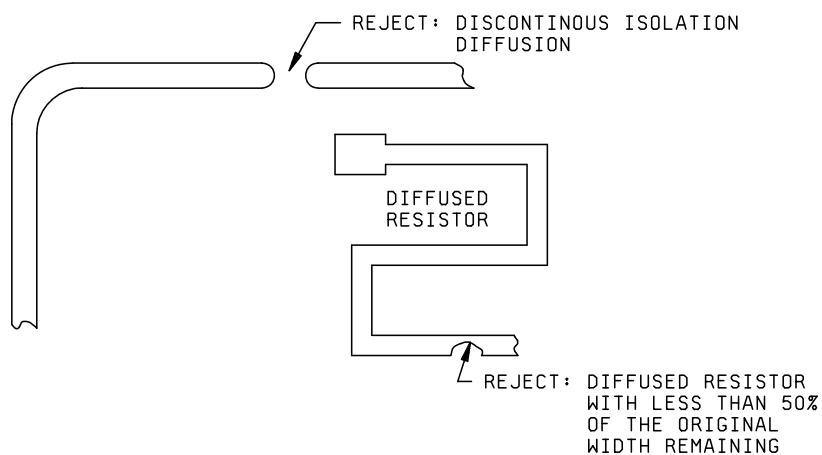 REJECT: DISCONTINOUS ISOLATION
DIFFUSION
DIFFUSED
RESISTOR
REJECT: DIFFUSED RESISTOR
WITH LESS THAN 50%
OF THE ORIGINAL
WIDTH REMAINING